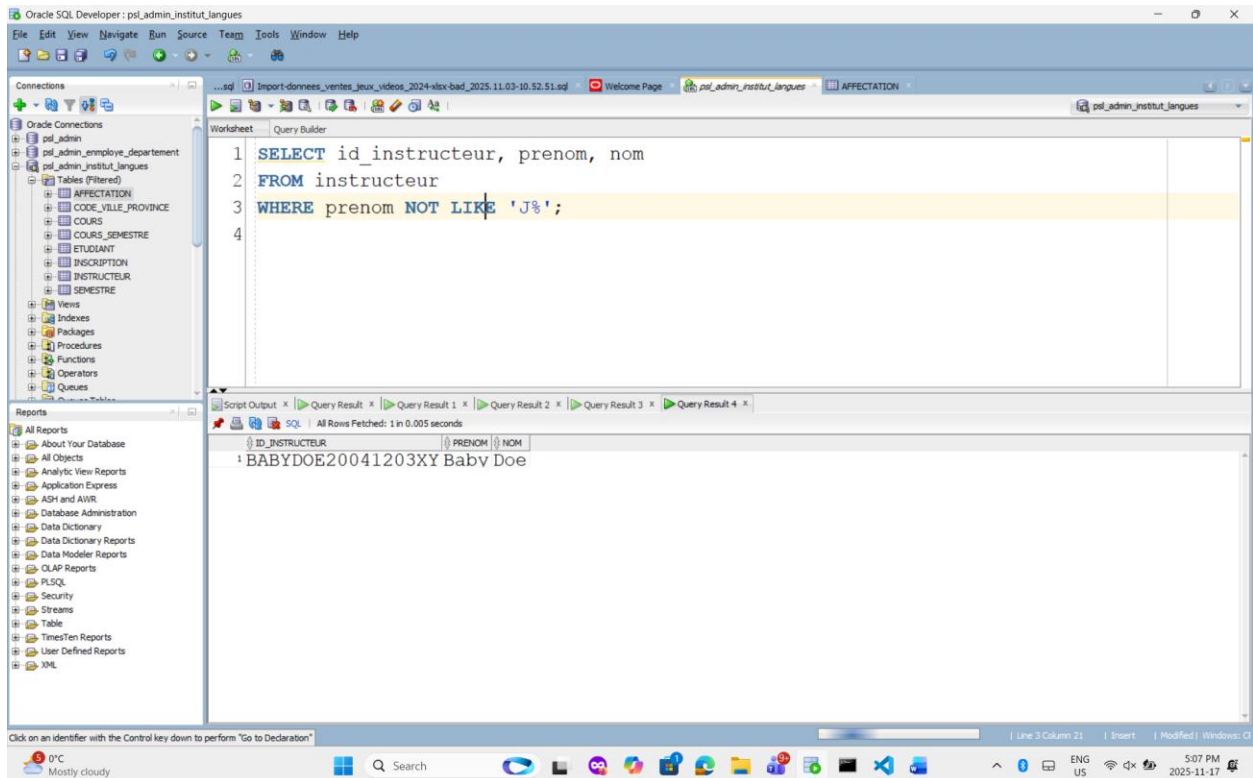 Oracle SQL Developer : psl_admin_institut_langues
File Edit View Navigate Run Source Team Tools Window Help
Connections
Oracle Connections
psl_admin
psl_admin_enmploye_departement
psl_admin_institut_langues
Tables (Filtered)
AFFECTATION
CODE_VILLE_PROVINCE
COURS
COURS_SEMESTRE
ETUDIANT
INSCRIPTION
INSTRUCTEUR
SEMESTRE
Views
Indexes
Packages
Procedures
Functions
Operators
Queues
Reports
All Reports
About Your Database
All Objects
Analytic View Reports
Application Express
ASH and AWR
Database Administration
Data Dictionary
Data Dictionary Reports
Data Modeler Reports
OLAP Reports
PLSQL
Security
Streams
Table
TimesTen Reports
User Defined Reports
XML
...sql Import-donnees_ventes_jeux_videos_2024-xlsx-bad_2025.11.03-10.52.51.sql Welcome Page psl_admin_institut_langues AFFECTATION
psl_admin_institut_langues
Worksheet Query Builder
1 SELECT id_instructeur, prenom, nom
2 FROM instructeur
3 WHERE prenom NOT LIKE 'J%';
4
Script Output x Query Result x Query Result 1 x Query Result 2 x Query Result 3 x Query Result 4 x
SQL | All Rows Fetched: 1 in 0.005 seconds
ID_INSTRUCTEUR PRENOM NOM
1 BABYDOE20041203XY Baby Doe
Click on an identifier with the Control key down to perform "Go to Declaration"
| Line 3 Column 21 | Insert | Modified | Windows: Cl
5 0°C
Mostly cloudy
Search
ENG
US
5:07 PM
2025-11-17